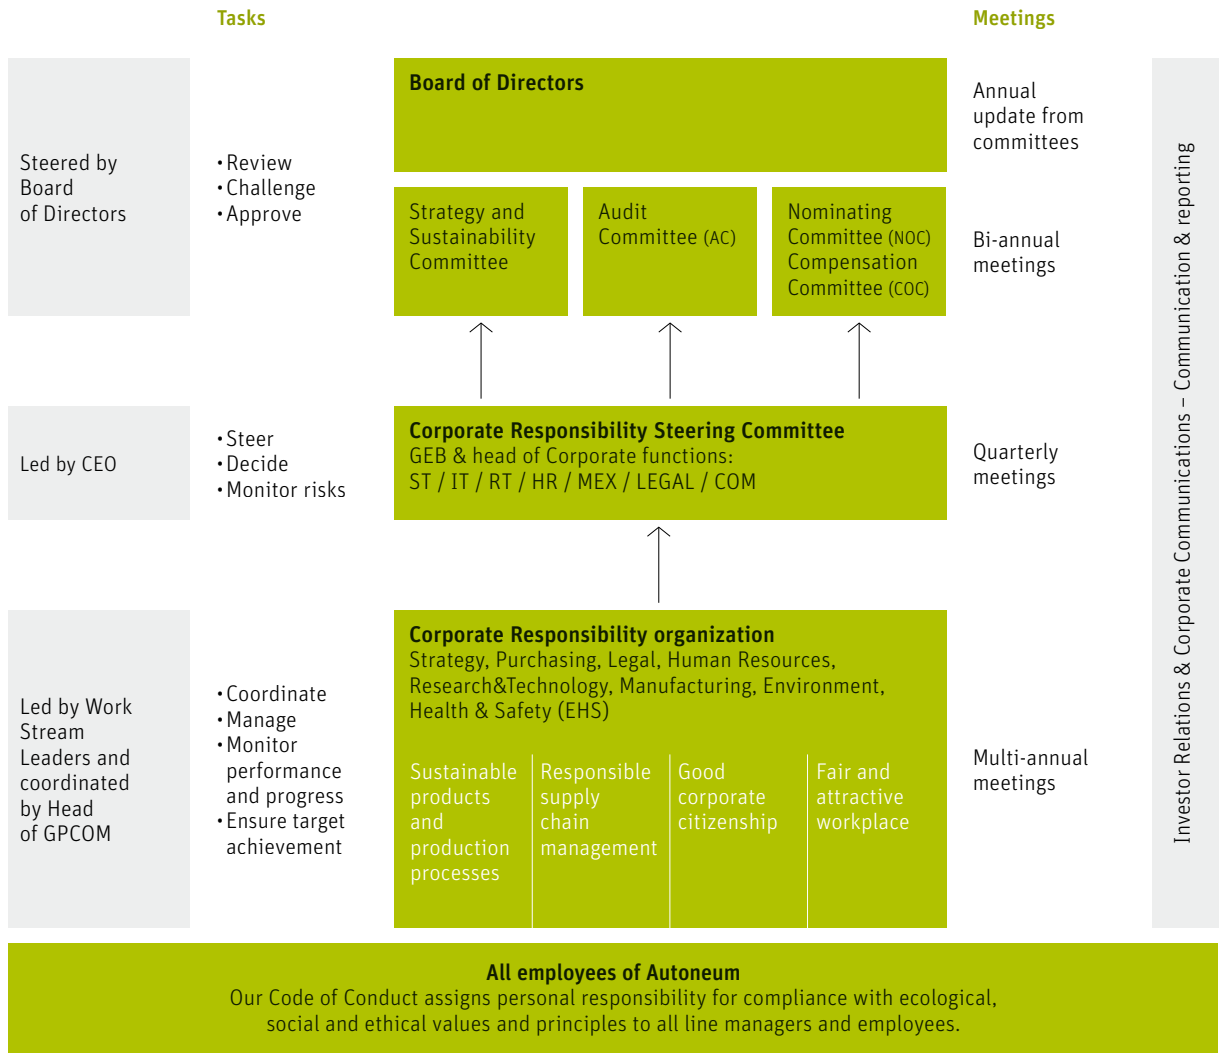 Tasks
Meetings
Steered by
Board
of Directors
• Review
• Challenge
• Approve
Board of Directors
Annual
update from
committees
Strategy and
Sustainability
Committee
Audit
Committee (AC)
Nominating
Committee (NOC)
Compensation
Committee (COC)
Bi-annual
meetings
Led by CEO
• Steer
• Decide
• Monitor risks
Corporate Responsibility Steering Committee
GEB & head of Corporate functions:
ST / IT / RT / HR / MEX / LEGAL / COM
Quarterly
meetings
Led by Work
Stream
Leaders and
coordinated
by Head
of GPCOM
• Coordinate
• Manage
• Monitor
performance
and progress
• Ensure target
achievement
Corporate Responsibility organization
Strategy, Purchasing, Legal, Human Resources,
Research&Technology, Manufacturing, Environment,
Health & Safety (EHS)
Sustainable
products
and
production
processes
Responsible
supply
chain
management
Good
corporate
citizenship
Fair and
attractive
workplace
Multi-annual
meetings
Investor Relations & Corporate Communications – Communication & reporting
All employees of Autoneum
Our Code of Conduct assigns personal responsibility for compliance with ecological,
social and ethical values and principles to all line managers and employees.